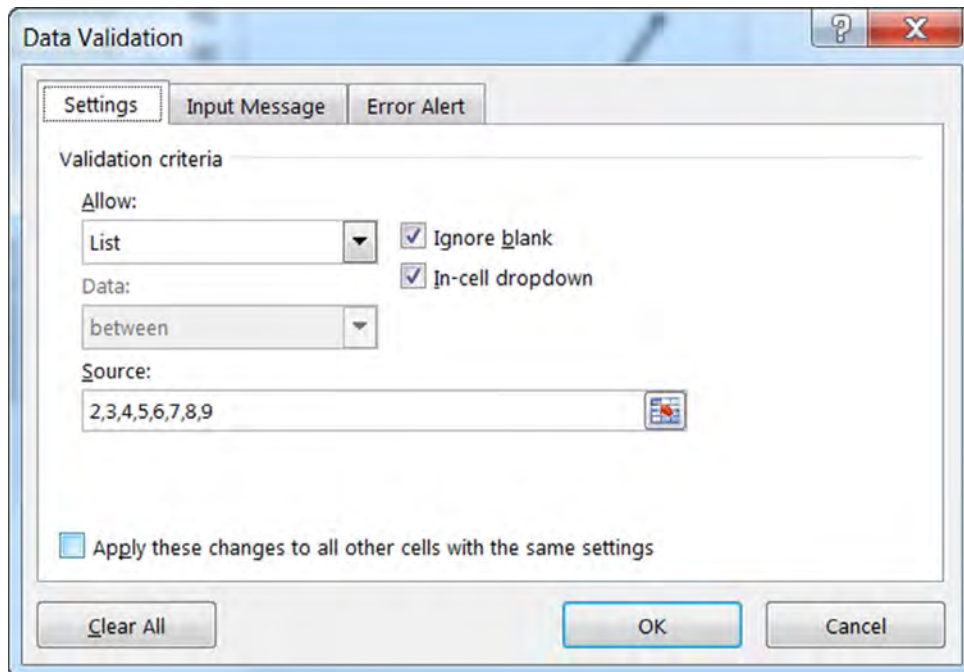 Data Validation
Settings Input Message Error Alert
Validation criteria
Allow:
List
Ignore blank
Data:
In-cell dropdown
between
Source:
2,3,4,5,6,7,8,9
Apply these changes to all other cells with the same settings
Clear All OK Cancel